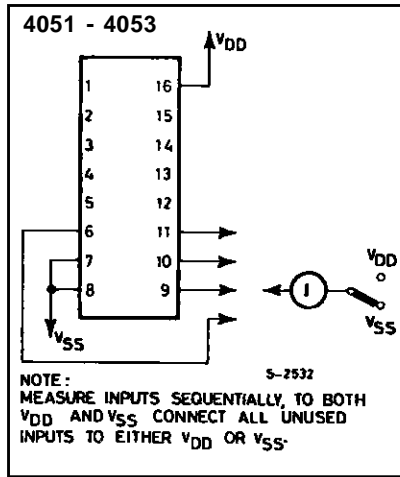 4051 - 4053
VDD
1 16
2 15
3 14
4 13
5 12
6 11
7 10
8 9
VDD
I
VSS
VSS
S-2532
NOTE:
MEASURE INPUTS SEQUENTIALLY, TO BOTH
VDD AND VSS CONNECT ALL UNUSED
INPUTS TO EITHER VDD OR VSS.